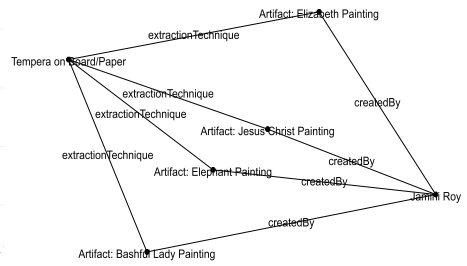 Artifact: Elizabeth Painting
extractionTechnique
Tempera on Board/Paper
extractionTechnique
createdBy
extractionTechnique
Artifact: Jesus Christ Painting
extractionTechnique
createdBy
Artifact: Elephant Painting
createdBy
Jamini Roy
createdBy
Artifact: Bashful Lady Painting